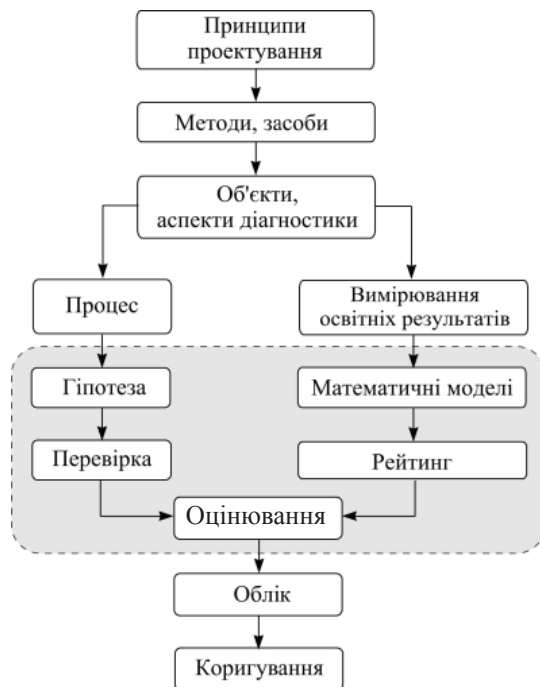 Принципи
проектування
Методи, засоби
Об'єкти,
аспекти діагностики
Процес
Вимірювання
освітніх результатів
Гіпотеза
Математичні моделі
Перевірка
Рейтинг
Оцінювання
Облік
Коригування